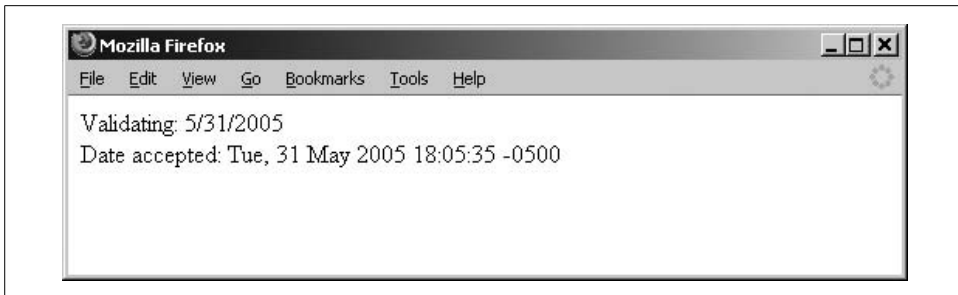 Mozilla Firefox
File Edit View Go Bookmarks Tools Help
Validating: 5/31/2005
Date accepted: Tue, 31 May 2005 18:05:35 -0500